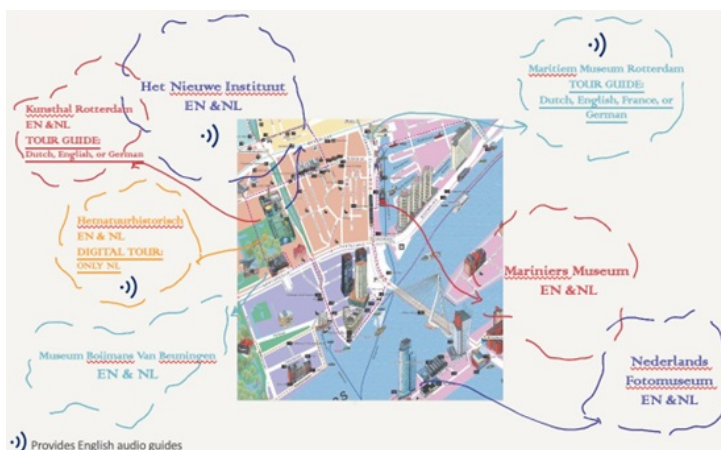 Het Nieuwe Instituut
EN &NL
Maritiem Museum Rotterdam
TOUR GUIDE:
Dutch, English, France, or
German
Kunsthal Rotterdam
EN &NL
TOUR GUIDE:
Dutch, English, or German
Hetnatuurhistorisch
EN & NL
DIGITAL TOUR:
ONLY NL
Mariniers Museum
EN &NL
Museum Boijmans Van Beuningen
EN & NL
Nederlands
Fotomuseum
EN &NL
Provides English audio guides